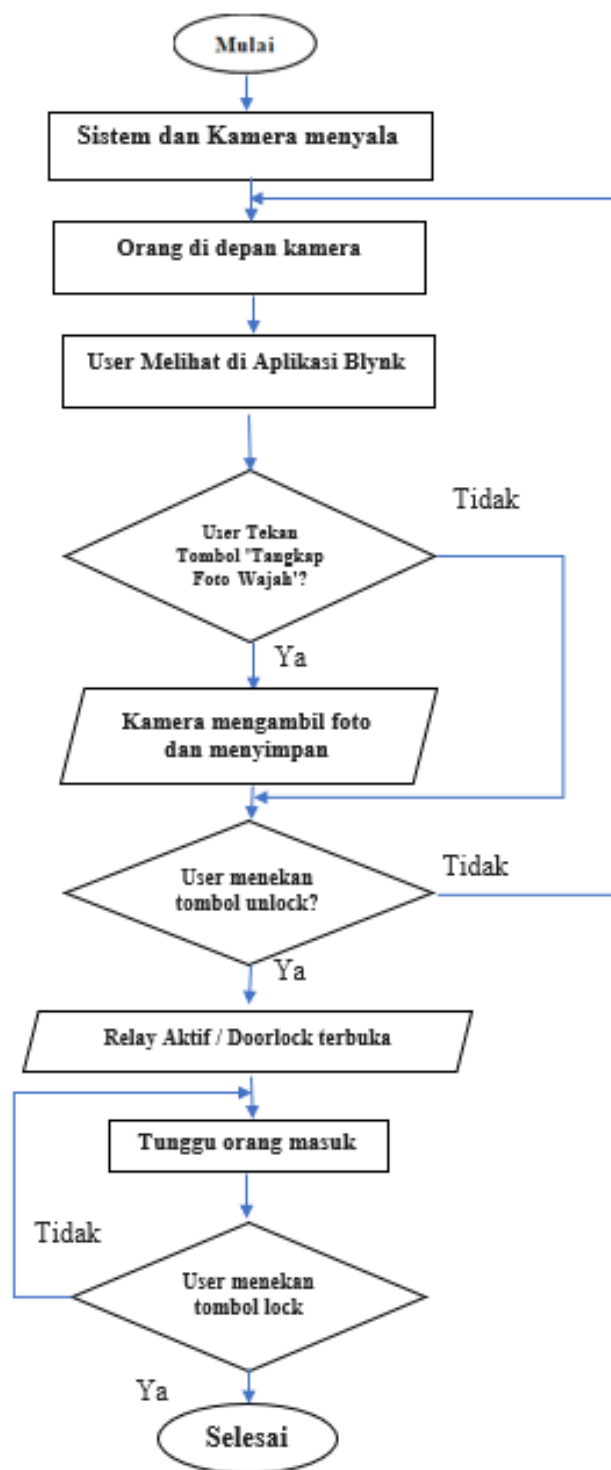 Mulai
Sistem dan Kamera menyala
Orang di depan kamera
User Melihat di Aplikasi Blynk
Tidak
User Tekan
Tombol 'Tangkap
Foto Wajah'?
Ya
Kamera mengambil foto
dan menyimpan
Tidak
User menekan
tombol unlock?
Ya
Relay Aktif / Doorlock terbuka
Tunggu orang masuk
Tidak
User menekan
tombol lock
Ya
Selesai